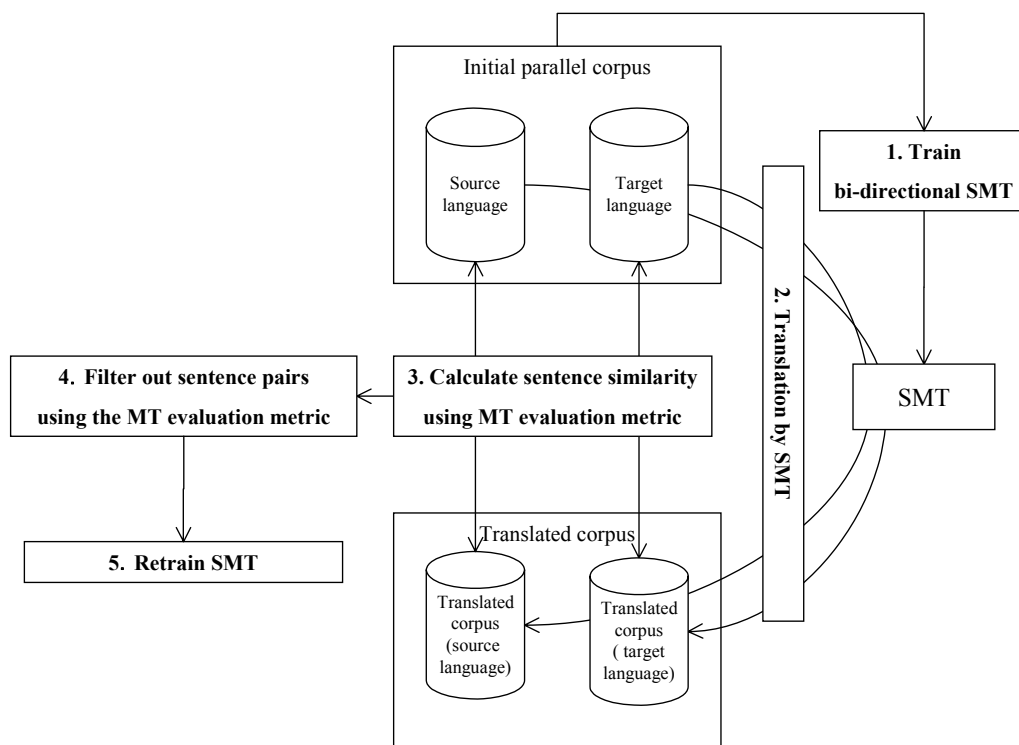 Initial parallel corpus
Source
language
Target
language
1. Train
bi-directional SMT
2. Translation by SMT
SMT
4. Filter out sentence pairs
using the MT evaluation metric
3. Calculate sentence similarity
using MT evaluation metric
5. Retrain SMT
Translated corpus
Translated
corpus
(source
language)
Translated
corpus
( target
language)